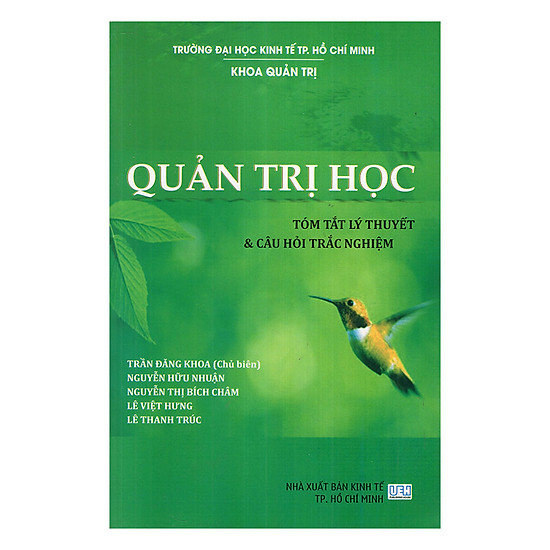 TRƯỜNG ĐẠI HỌC KINH TẾ TP. HỒ CHÍ MINH
KHOA QUẢN TRỊ
QUẢN TRỊ HỌC
TÓM TẮT LÝ THUYẾT
& CÂU HỎI TRẮC NGHIỆM
TRẦN ĐĂNG KHOA (Chủ biên)
NGUYỄN HỮU NHUẬN
NGUYỄN THỊ BÍCH CHÂM
LÊ VIỆT HƯNG
LÊ THANH TRÚC
NHÀ XUẤT BẢN KINH TẾ
TP. HỒ CHÍ MINH
UEH